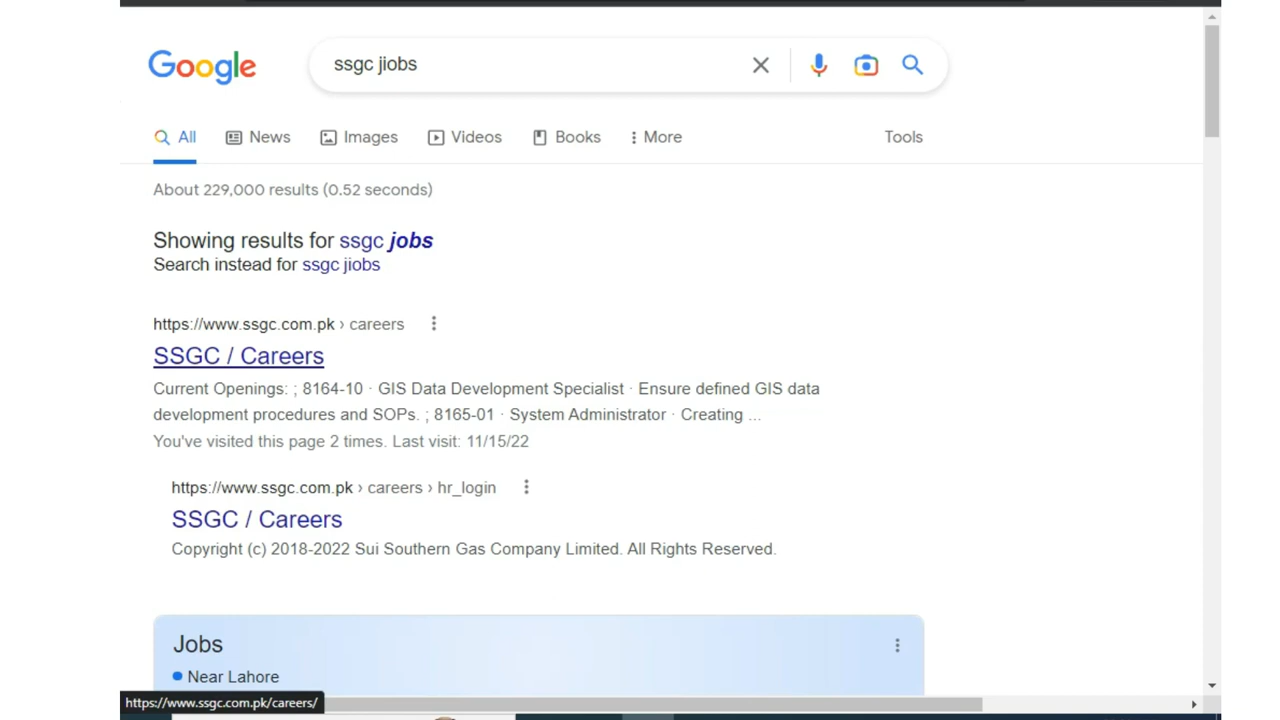 Google
ssgc jiobs
All News Images Videos Books More Tools
About 229,000 results (0.52 seconds)
Showing results for ssgc jobs
Search instead for ssgc jiobs
https://www.ssgc.com.pk › careers
SSGC / Careers
Current Openings: ; 8164-10 · GIS Data Development Specialist · Ensure defined GIS data
development procedures and SOPs. ; 8165-01 · System Administrator · Creating ...
You've visited this page 2 times. Last visit: 11/15/22
https://www.ssgc.com.pk › careers › hr_login
SSGC / Careers
Copyright (c) 2018-2022 Sui Southern Gas Company Limited. All Rights Reserved.
Jobs
Near Lahore
https://www.ssgc.com.pk/careers/